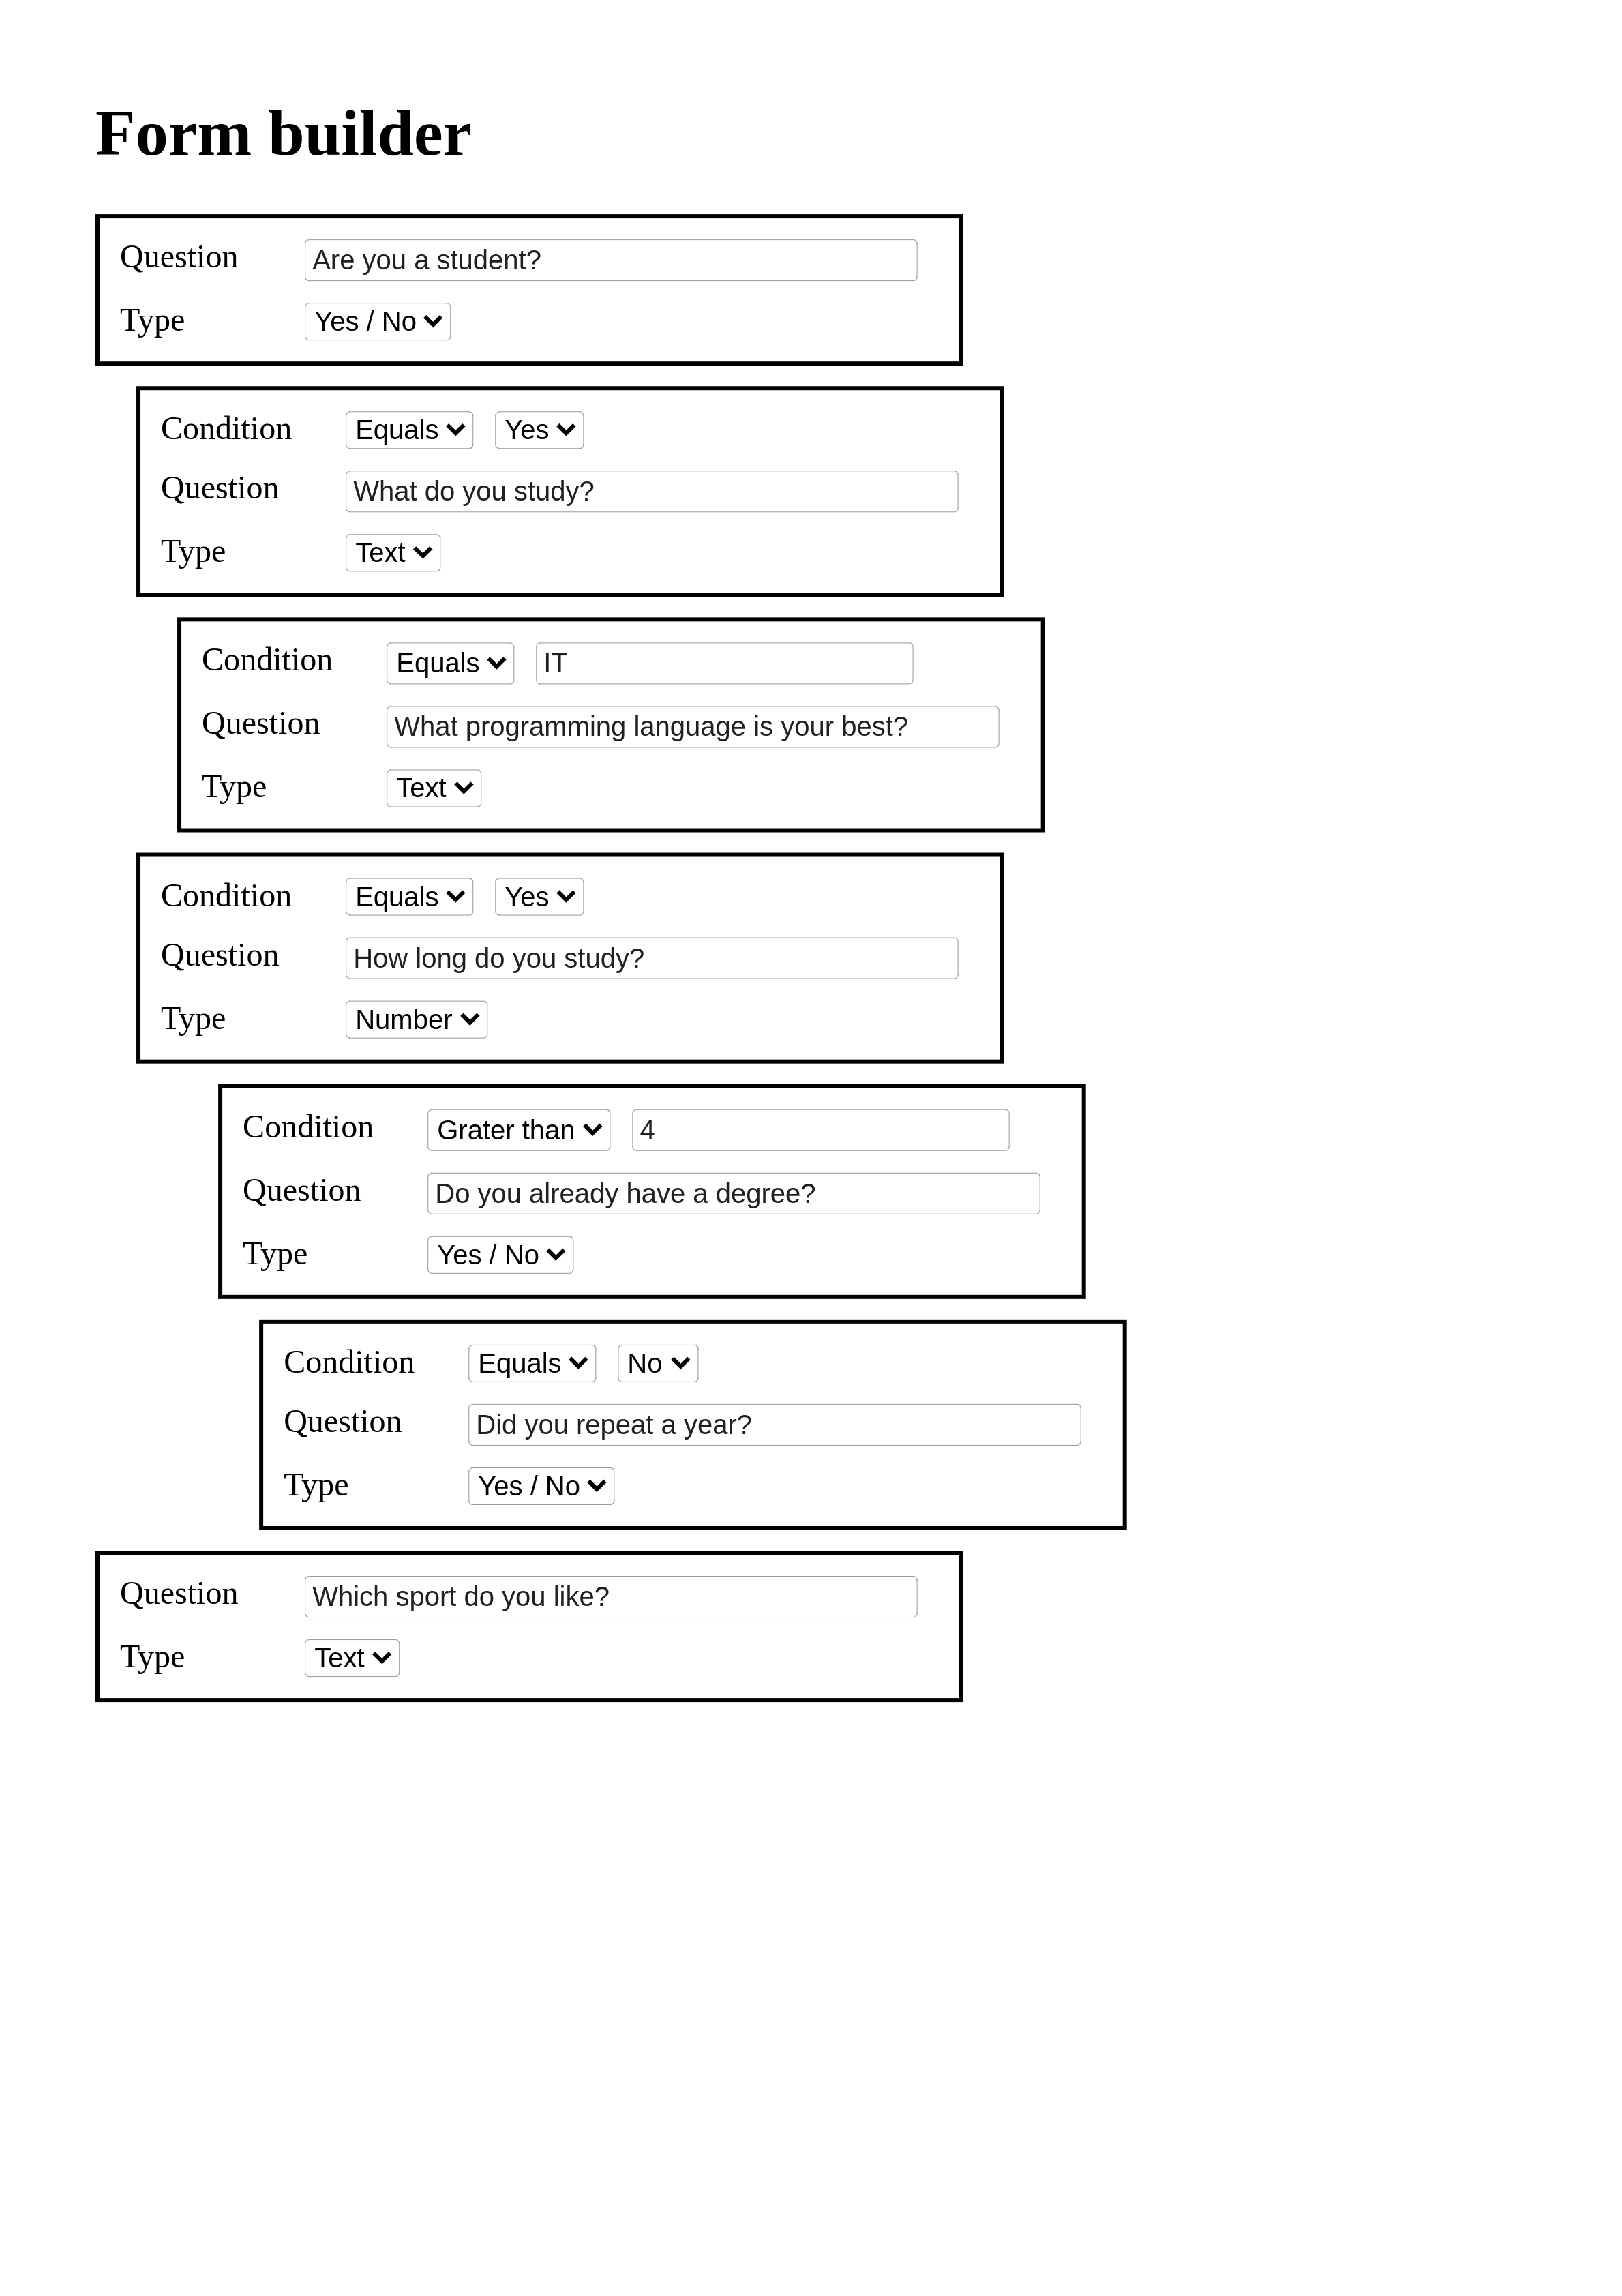 Form builder
Question Are you a student?
Type Yes / No
Condition Equals Yes
Question What do you study?
Type Text
Condition Equals IT
Question What programming language is your best?
Type Text
Condition Equals Yes
Question How long do you study?
Type Number
Condition Grater than 4
Question Do you already have a degree?
Type Yes / No
Condition Equals No
Question Did you repeat a year?
Type Yes / No
Question Which sport do you like?
Type Text